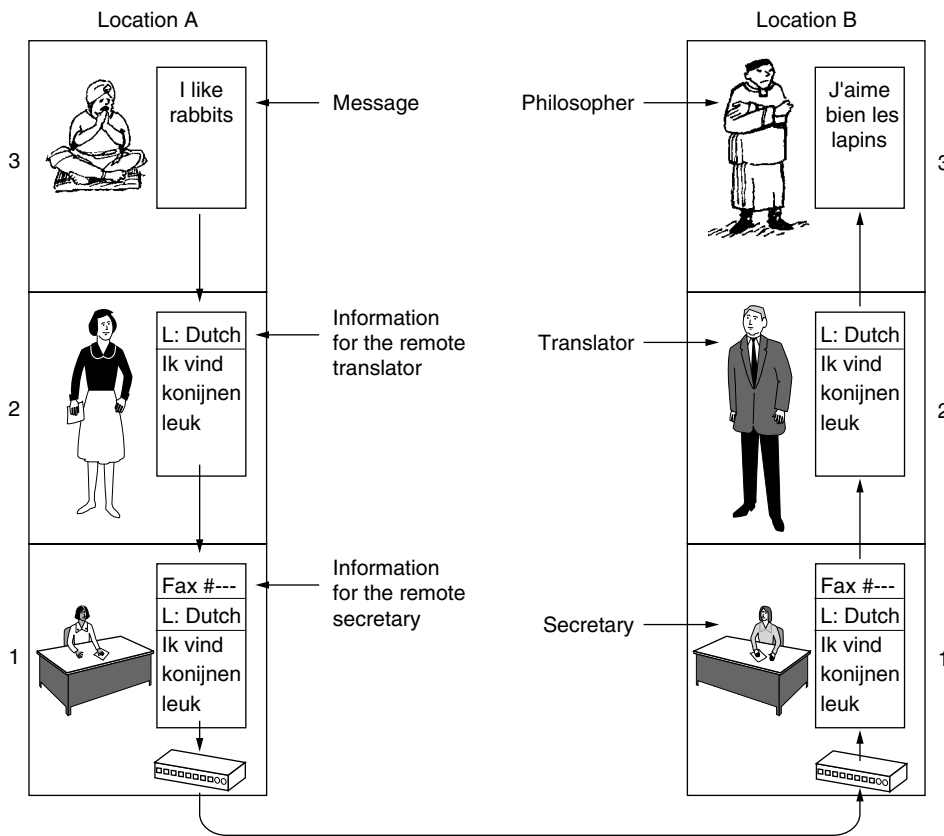 Location A
Location B
I like
rabbits
Message
Philosopher
J'aime
bien les
lapins
3
3
Information
for the remote
translator
L: Dutch
Ik vind
konijnen
leuk
Translator
L: Dutch
Ik vind
konijnen
leuk
2
2
Information
for the remote
secretary
Fax #---
L: Dutch
Ik vind
konijnen
leuk
Secretary
Fax #---
L: Dutch
Ik vind
konijnen
leuk
1
1